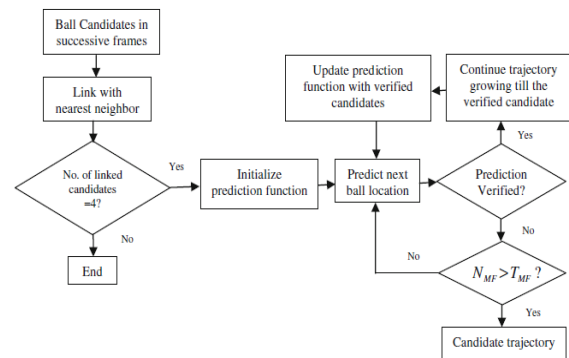 Ball Candidates in
successive frames
Link with
nearest neighbor
No. of linked
candidates
=4?
Yes
No
End
Initialize
prediction function
Update prediction
function with verified
candidates
Continue trajectory
growing till the
verified candidate
Predict next
ball location
Yes
Prediction
Verified?
No
No
N_MF > T_MF ?
Yes
Candidate trajectory